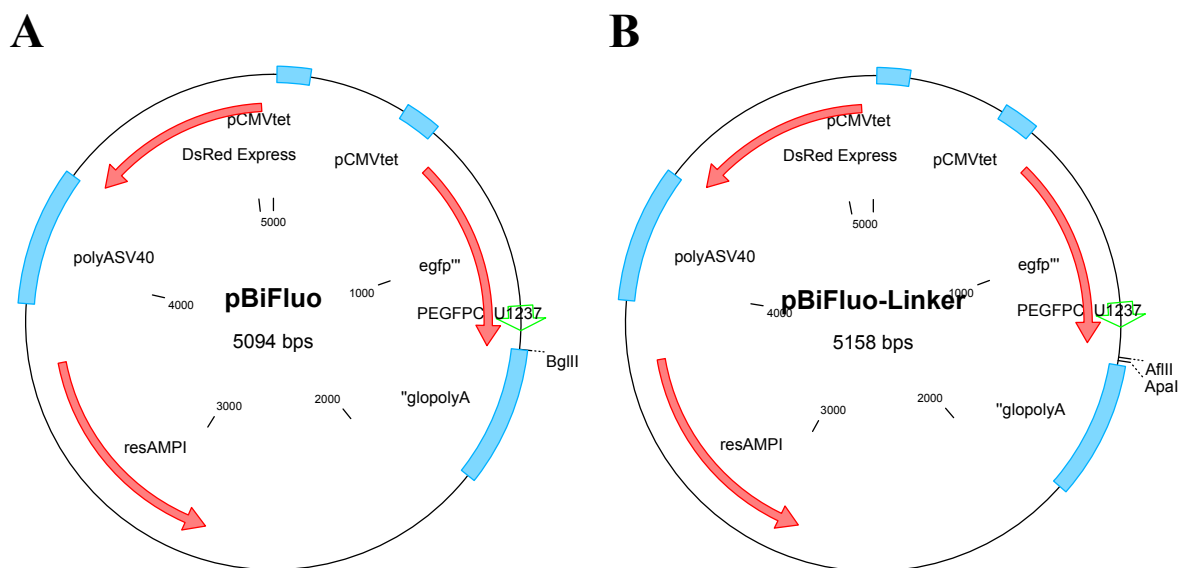 A
pCMVtet
DsRed Express
pCMVtet
5000
polyASV40
egfp'''
4000
pBiFluo
1000
PEGFPC U1237
5094 bps
BglII
3000
2000
"glopolyA
resAMPI
B
pCMVtet
DsRed Express
pCMVtet
5000
polyASV40
egfp'''
1000
4000
pBiFluo-Linker
PEGFPC U1237
5158 bps
AflII
ApaI
3000
2000
"glopolyA
resAMPI